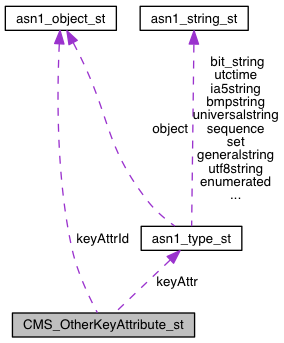 asn1_object_st
asn1_string_st
bit_string
utctime
ia5string
bmpstring
universalstring
object
sequence
set
generalstring
utf8string
enumerated
...
keyAttrId
asn1_type_st
keyAttr
CMS_OtherKeyAttribute_st